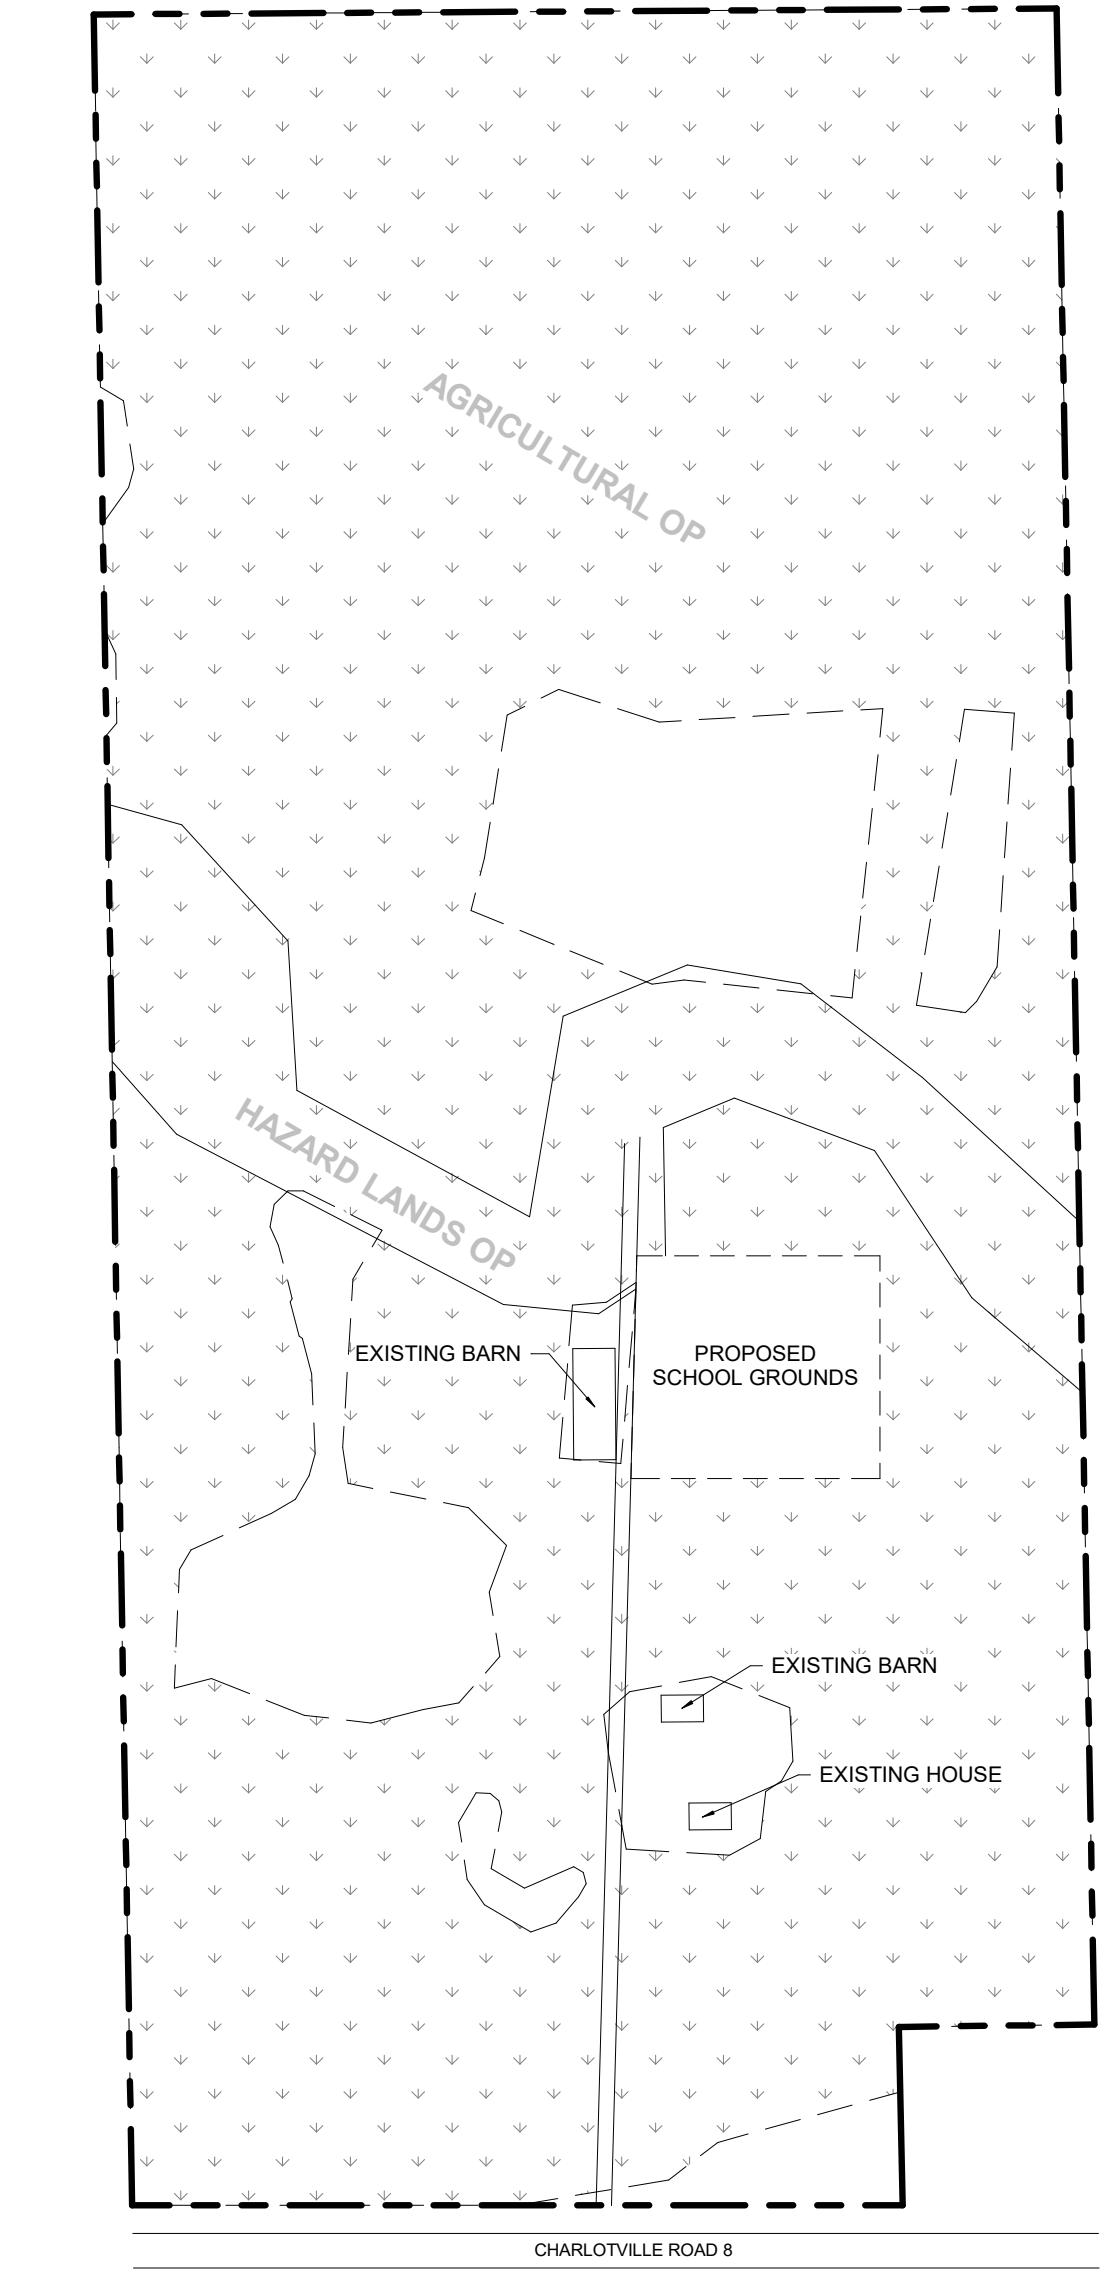 AGRICULTURAL OP
HAZARD LANDS OP
EXISTING BARN
PROPOSED
SCHOOL GROUNDS
EXISTING BARN
EXISTING HOUSE
CHARLOTVILLE ROAD 8